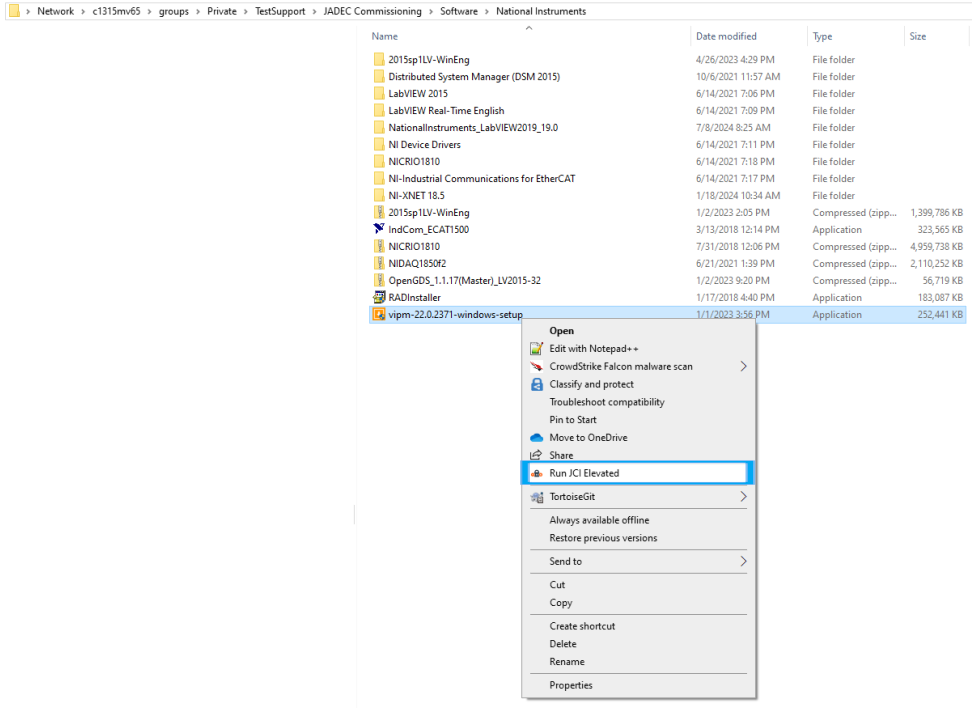 Network > c1315mv65 > groups > Private > TestSupport > JADEC Commissioning > Software > National Instruments
Name Date modified Type Size
2015sp1LV-WinEng 4/26/2023 4:29 PM File folder
Distributed System Manager (DSM 2015) 10/6/2021 11:57 AM File folder
LabVIEW 2015 6/14/2021 7:06 PM File folder
LabVIEW Real-Time English 6/14/2021 7:09 PM File folder
NationalInstruments_LabVIEW2019_19.0 7/8/2024 8:25 AM File folder
NI Device Drivers 6/14/2021 7:11 PM File folder
NICRIO1810 6/14/2021 7:18 PM File folder
NI-Industrial Communications for EtherCAT 6/14/2021 7:17 PM File folder
NI-XNET 18.5 1/18/2024 10:34 AM File folder
2015sp1LV-WinEng 1/2/2023 2:05 PM Compressed (zipp... 1,399,786 KB
IndCom_ECAT1500 3/13/2018 12:14 PM Application 323,565 KB
NICRIO1810 7/31/2018 12:06 PM Compressed (zipp... 4,959,738 KB
NIDAQ1850f2 6/21/2021 1:39 PM Compressed (zipp... 2,110,252 KB
OpenGDS_1.1.17(Master)_LV2015-32 1/2/2023 9:20 PM Compressed (zipp... 56,719 KB
RADInstaller 1/17/2018 4:40 PM Application 183,087 KB
vipm-22.0.2371-windows-setup 1/1/2023 3:56 PM Application 252,441 KB
Open
Edit with Notepad++
CrowdStrike Falcon malware scan
Classify and protect
Troubleshoot compatibility
Pin to Start
Move to OneDrive
Share
Run JCI Elevated
TortoiseGit
Always available offline
Restore previous versions
Send to
Cut
Copy
Create shortcut
Delete
Rename
Properties